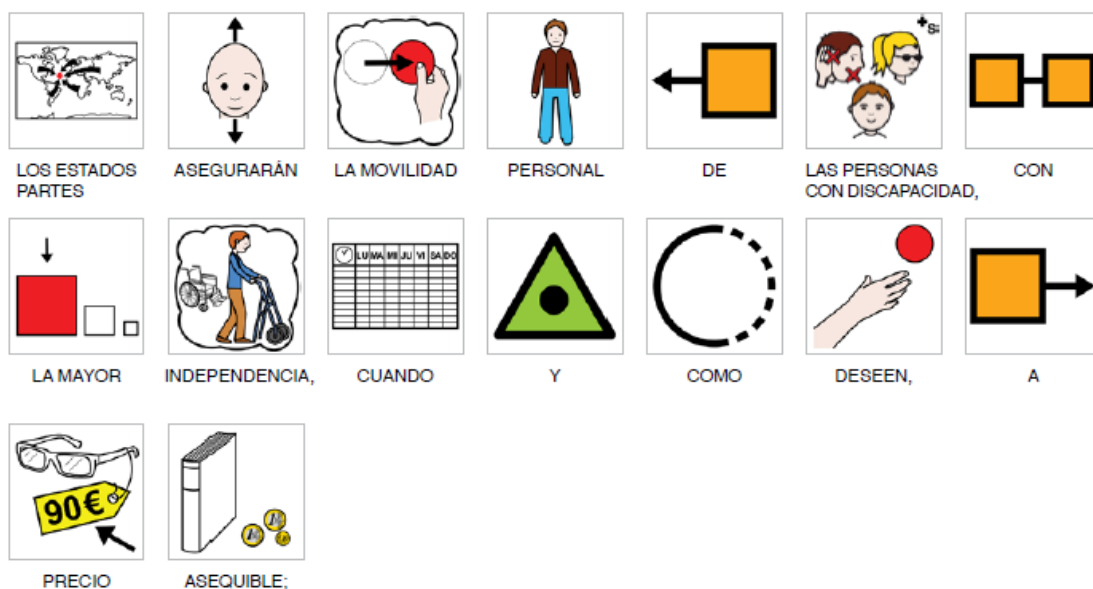 LOS ESTADOS PARTES ASEGURARÁN LA MOVILIDAD PERSONAL DE LAS PERSONAS CON DISCAPACIDAD, CON
LU MA MI JU VI SA DO
LA MAYOR INDEPENDENCIA, CUANDO Y COMO DESEEN, A
90€
PRECIO ASEQUIBLE;